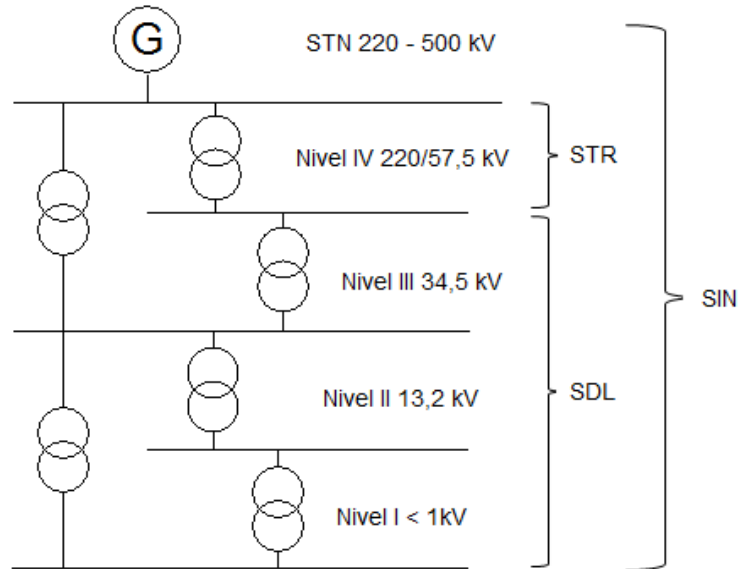 G
STN 220 - 500 kV
Nivel IV 220/57,5 kV
STR
Nivel III 34,5 kV
SIN
Nivel II 13,2 kV
SDL
Nivel I < 1kV